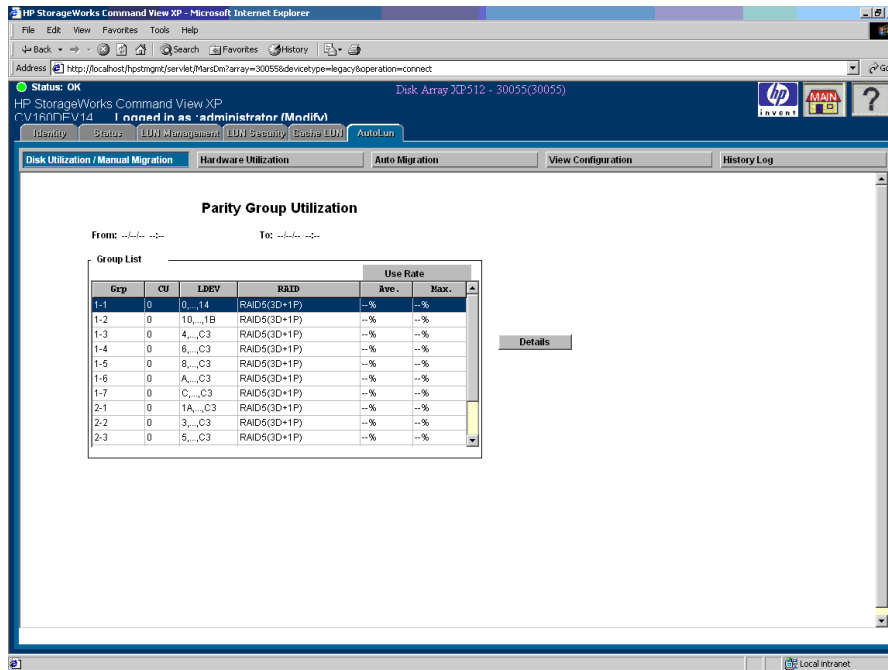 HP StorageWorks Command View XP - Microsoft Internet Explorer
File Edit View Favorites Tools Help
Back Search Favorites History
Address http://localhost/hpstmgmt/servlet/MarsDm?array=30055&devicetype=legacy&operation=connect Go
Status: OK Disk Array XP512 - 30055(30055)
HP StorageWorks Command View XP
CV160DEV14 Logged in as :administrator (Modify)
hp invent MAIN ?
Identity Status LUN Management LUN Security Cache LUN AutoLun
Disk Utilization / Manual Migration Hardware Utilization Auto Migration View Configuration History Log
Parity Group Utilization
From: --/--/-- --:-- To: --/--/-- --:--
Group List
Use Rate
Grp CU LDEV RAID Ave. Max.
1-1 0 0,...,14 RAID5(3D+1P) --% --%
1-2 0 10,...,1B RAID5(3D+1P) --% --%
1-3 0 4,...,C3 RAID5(3D+1P) --% --%
1-4 0 6,...,C3 RAID5(3D+1P) --% --%
1-5 0 8,...,C3 RAID5(3D+1P) --% --%
1-6 0 A,...,C3 RAID5(3D+1P) --% --%
1-7 0 C,...,C3 RAID5(3D+1P) --% --%
2-1 0 1A,...,C3 RAID5(3D+1P) --% --%
2-2 0 3,...,C3 RAID5(3D+1P) --% --%
2-3 0 5,...,C3 RAID5(3D+1P) --% --%
Details
Local intranet